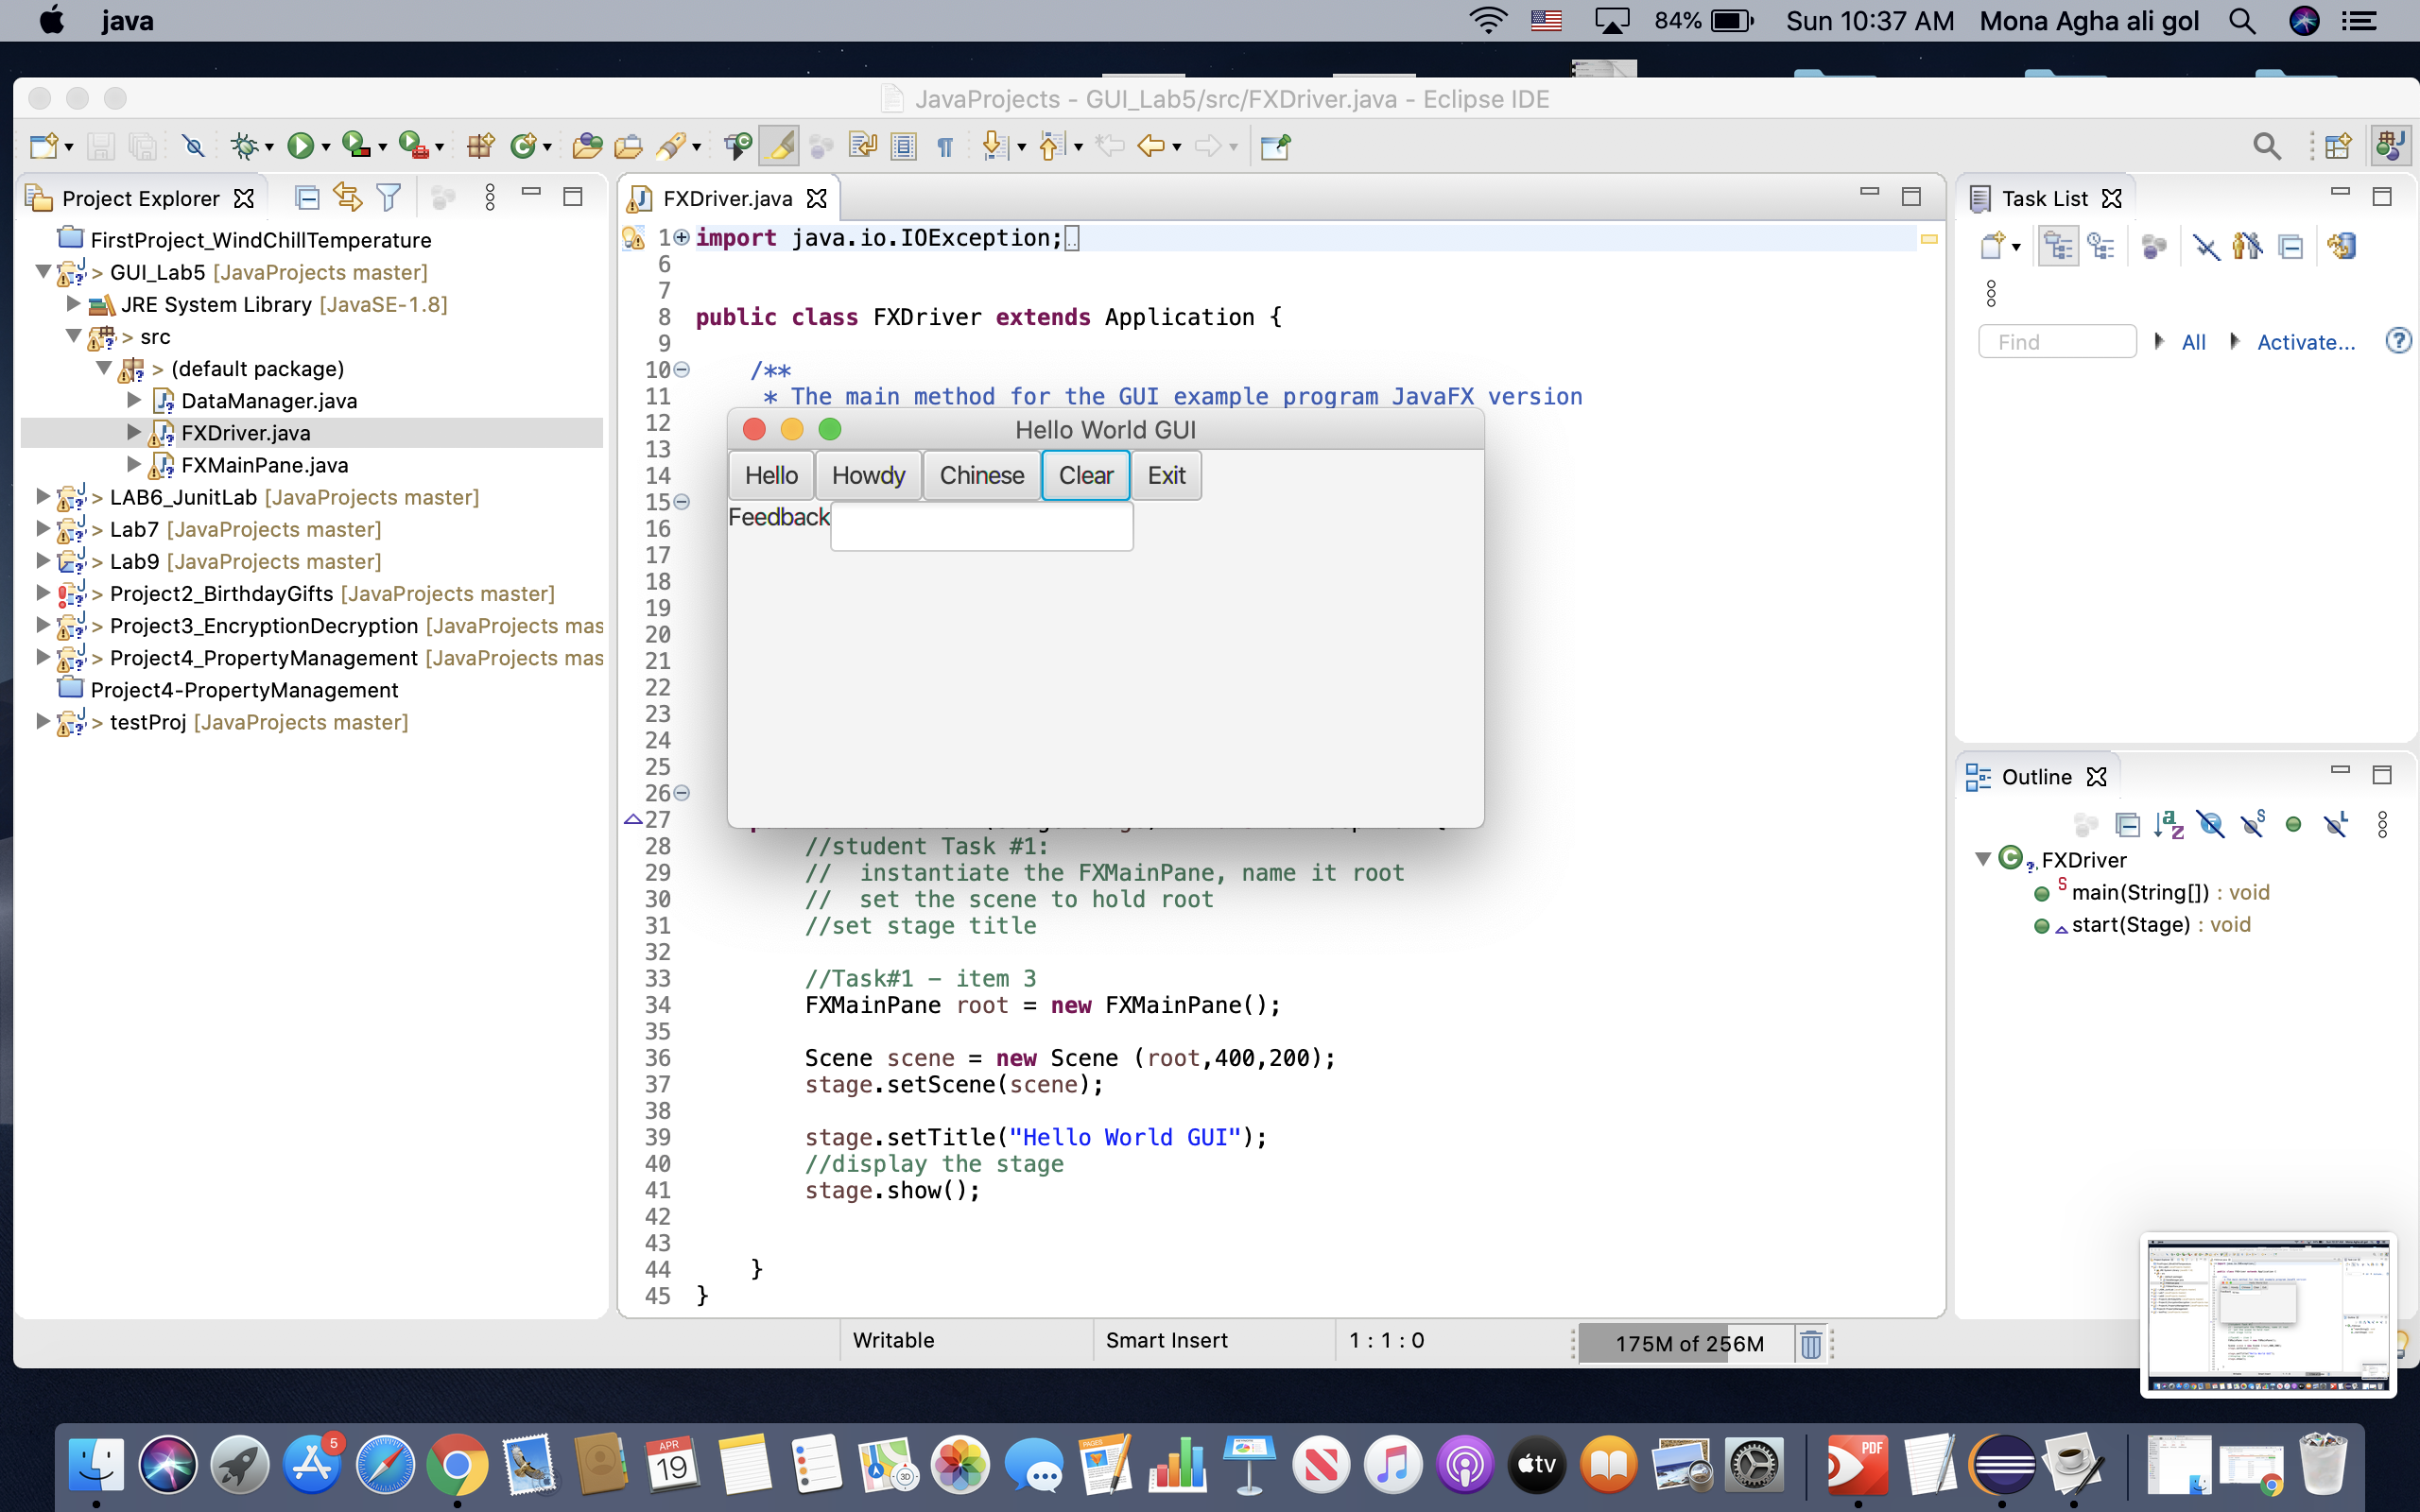 java
84%
Sun 10:37 AM
Mona Agha ali gol
JavaProjects - GUI_Lab5/src/FXDriver.java - Eclipse IDE
Project Explorer
FirstProject_WindChillTemperature
> GUI_Lab5 [JavaProjects master]
JRE System Library [JavaSE-1.8]
> src
> (default package)
DataManager.java
FXDriver.java
FXMainPane.java
> LAB6_JunitLab [JavaProjects master]
> Lab7 [JavaProjects master]
> Lab9 [JavaProjects master]
> Project2_BirthdayGifts [JavaProjects master]
> Project3_EncryptionDecryption [JavaProjects mas
> Project4_PropertyManagement [JavaProjects mas
Project4-PropertyManagement
> testProj [JavaProjects master]
FXDriver.java
1 import java.io.IOException;
6
7
8 public class FXDriver extends Application {
9
10 /**
11 * The main method for the GUI example program JavaFX version
12
13
14
15
16
17
18
19
20
21
22
23
24
25
26
27
28 //student Task #1:
29 //  instantiate the FXMainPane, name it root
30 //  set the scene to hold root
31 //set stage title
32
33 //Task#1 - item 3
34 FXMainPane root = new FXMainPane();
35
36 Scene scene = new Scene (root,400,200);
37 stage.setScene(scene);
38
39 stage.setTitle("Hello World GUI");
40 //display the stage
41 stage.show();
42
43
44 }
45 }
Hello World GUI
Hello Howdy Chinese Clear Exit
Feedback
Task List
Find
All
Activate...
Outline
FXDriver
main(String[]) : void
start(Stage) : void
Writable
Smart Insert
1 : 1 : 0
175M of 256M
5
APR
19
3D
PAGES
tv
PDF